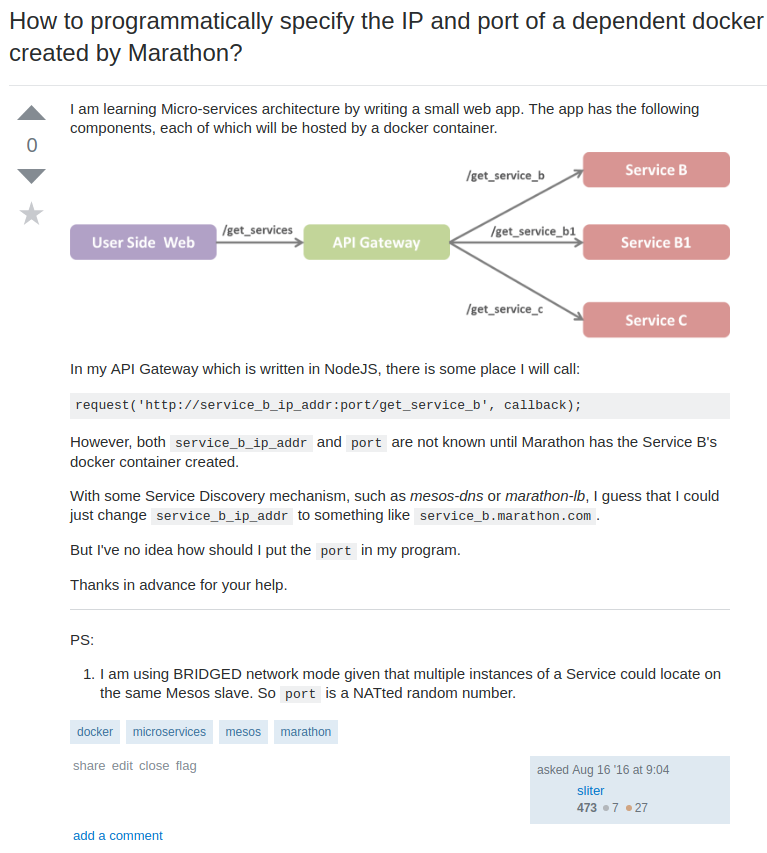 How to programmatically specify the IP and port of a dependent docker
created by Marathon?
0
I am learning Micro-services architecture by writing a small web app. The app has the following
components, each of which will be hosted by a docker container.
/get_service_b
Service B
/get_services
/get_service_b1
User Side  Web
API Gateway
Service B1
/get_service_c
Service C
In my API Gateway which is written in NodeJS, there is some place I will call:
request('http://service_b_ip_addr:port/get_service_b', callback);
However, both service_b_ip_addr and port are not known until Marathon has the Service B's
docker container created.
With some Service Discovery mechanism, such as mesos-dns or marathon-lb, I guess that I could
just change service_b_ip_addr to something like service_b.marathon.com.
But I've no idea how should I put the port in my program.
Thanks in advance for your help.
PS:
1. I am using BRIDGED network mode given that multiple instances of a Service could locate on
the same Mesos slave. So port is a NATted random number.
docker microservices mesos marathon
share edit close flag
asked Aug 16 '16 at 9:04
sliter
473 ●7 ●27
add a comment